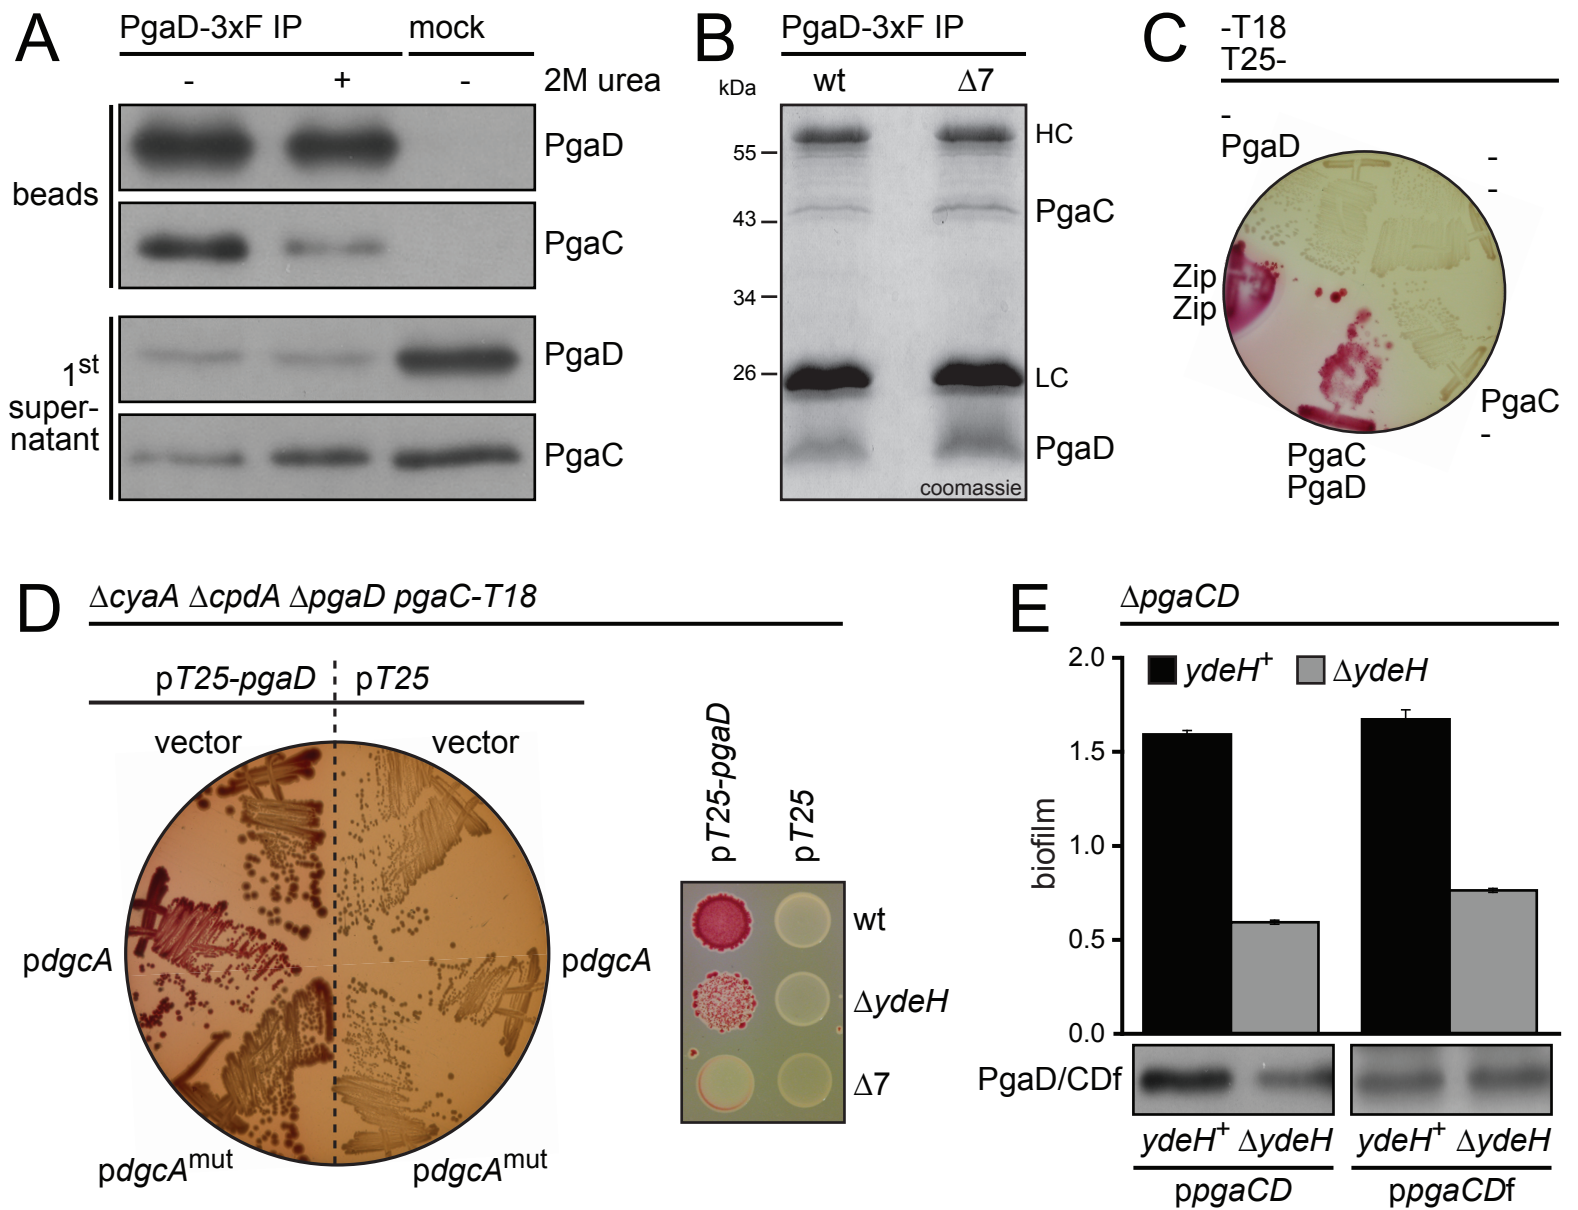 A
PgaD-3xF IP
mock
-
+
-
2M urea
beads
PgaD
PgaC
1st
super-
natant
PgaD
PgaC
B
PgaD-3xF IP
kDa
wt
Δ7
55
43
34
26
HC
PgaC
LC
PgaD
coomassie
C
-T18
T25-
-
PgaD
-
-
Zip
Zip
PgaC
-
PgaC
PgaD
D
ΔcyaA ΔcpdA ΔpgaD pgaC-T18
pT25-pgaD
pT25
vector
vector
pdgcA
pdgcA
pdgcAmut
pdgcAmut
pT25-pgaD
pT25
wt
ΔydeH
Δ7
E
ΔpgaCD
ydeH+
ΔydeH
biofilm
2.0
1.5
1.0
0.5
0.0
PgaD/CDf
ydeH+ ΔydeH
ydeH+ ΔydeH
ppgaCD
ppgaCDf